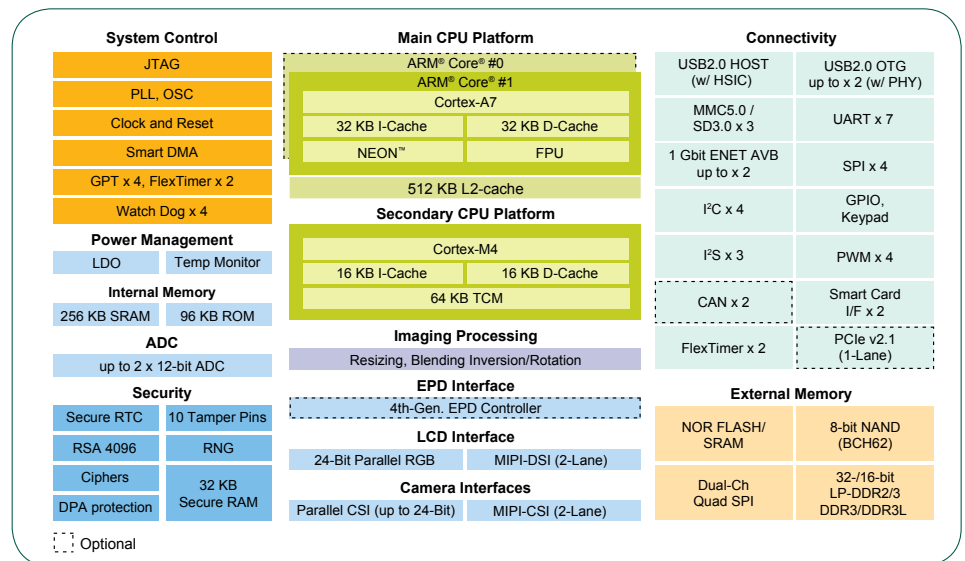 System Control
JTAG
PLL, OSC
Clock and Reset
Smart DMA
GPT x 4, FlexTimer x 2
Watch Dog x 4
Power Management
LDO
Temp Monitor
Internal Memory
256 KB SRAM
96 KB ROM
ADC
up to 2 x 12-bit ADC
Security
Secure RTC
10 Tamper Pins
RSA 4096
RNG
Ciphers
32 KB
Secure RAM
DPA protection
Optional
Main CPU Platform
ARM® Core® #0
ARM® Core® #1
Cortex-A7
32 KB I-Cache
32 KB D-Cache
NEON™
FPU
512 KB L2-cache
Secondary CPU Platform
Cortex-M4
16 KB I-Cache
16 KB D-Cache
64 KB TCM
Imaging Processing
Resizing, Blending Inversion/Rotation
EPD Interface
4th-Gen. EPD Controller
LCD Interface
24-Bit Parallel RGB
MIPI-DSI (2-Lane)
Camera Interfaces
Parallel CSI (up to 24-Bit)
MIPI-CSI (2-Lane)
Connectivity
USB2.0 HOST
(w/ HSIC)
USB2.0 OTG
up to x 2 (w/ PHY)
MMC5.0 /
SD3.0 x 3
UART x 7
1 Gbit ENET AVB
up to x 2
SPI x 4
I²C x 4
GPIO,
Keypad
I²S x 3
PWM x 4
CAN x 2
Smart Card
I/F x 2
FlexTimer x 2
PCIe v2.1
(1-Lane)
External Memory
NOR FLASH/
SRAM
8-bit NAND
(BCH62)
Dual-Ch
Quad SPI
32-/16-bit
LP-DDR2/3
DDR3/DDR3L